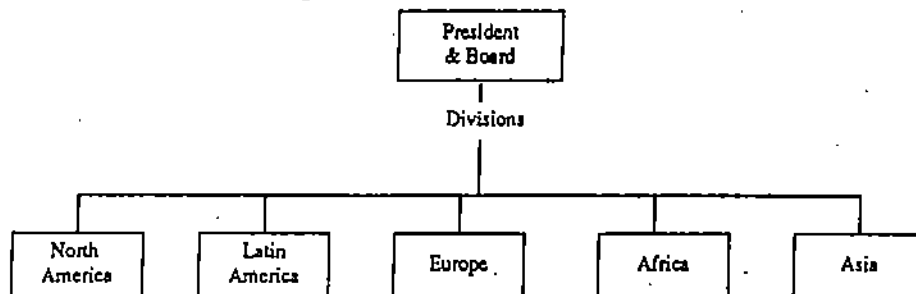 President
& Board
Divisions
North
America
Latin
America
Europe
Africa
Asia